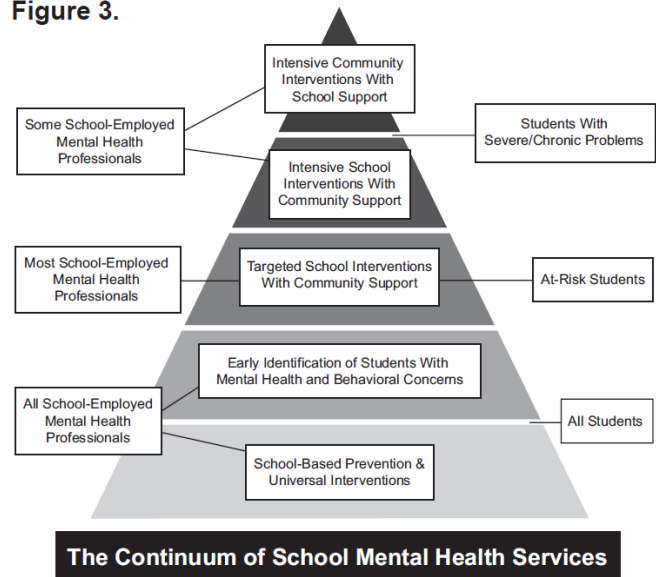 Figure 3.
Intensive Community
Interventions With
School Support
Some School-Employed
Mental Health
Professionals
Students With
Severe/Chronic Problems
Intensive School
Interventions With
Community Support
Most School-Employed
Mental Health
Professionals
Targeted School Interventions
With Community Support
At-Risk Students
Early Identification of Students With
Mental Health and Behavioral Concerns
All School-Employed
Mental Health
Professionals
All Students
School-Based Prevention &
Universal Interventions
The Continuum of School Mental Health Services